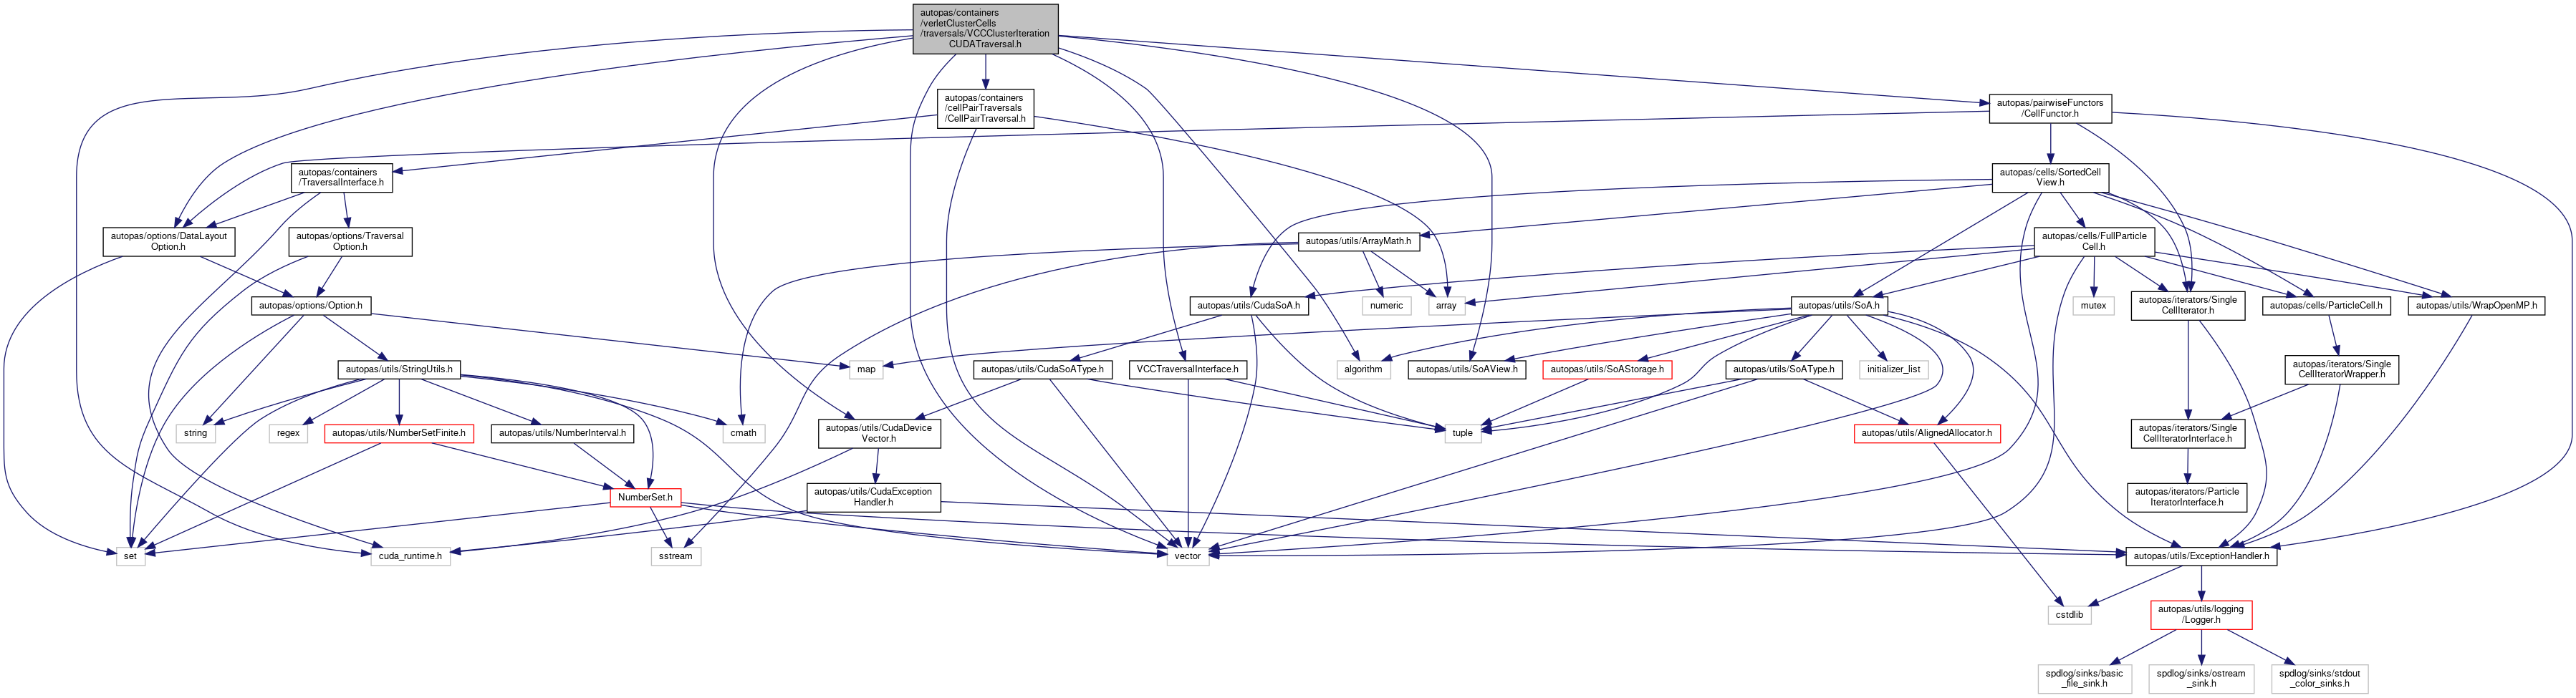 autopas/containers
/verletClusterCells
/traversals/VCCClusterIteration
CUDATraversal.h
autopas/containers
/cellPairTraversals
/CellPairTraversal.h
autopas/pairwiseFunctors
/CellFunctor.h
autopas/containers
/TraversalInterface.h
autopas/cells/SortedCell
View.h
autopas/options/DataLayout
Option.h
autopas/options/Traversal
Option.h
autopas/utils/ArrayMath.h
autopas/cells/FullParticle
Cell.h
autopas/options/Option.h
autopas/utils/CudaSoA.h
numeric
array
autopas/utils/SoA.h
mutex
autopas/iterators/Single
CellIterator.h
autopas/cells/ParticleCell.h
autopas/utils/WrapOpenMP.h
autopas/utils/StringUtils.h
map
autopas/utils/CudaSoAType.h
VCCTraversalInterface.h
algorithm
autopas/utils/SoAView.h
autopas/utils/SoAStorage.h
autopas/utils/SoAType.h
initializer_list
autopas/iterators/Single
CellIteratorWrapper.h
string
regex
autopas/utils/NumberSetFinite.h
autopas/utils/NumberInterval.h
cmath
autopas/utils/CudaDevice
Vector.h
tuple
autopas/utils/AlignedAllocator.h
autopas/iterators/Single
CellIteratorInterface.h
NumberSet.h
autopas/utils/CudaException
Handler.h
autopas/iterators/Particle
IteratorInterface.h
set
cuda_runtime.h
sstream
vector
autopas/utils/ExceptionHandler.h
cstdlib
autopas/utils/logging
/Logger.h
spdlog/sinks/basic
_file_sink.h
spdlog/sinks/ostream
_sink.h
spdlog/sinks/stdout
_color_sinks.h